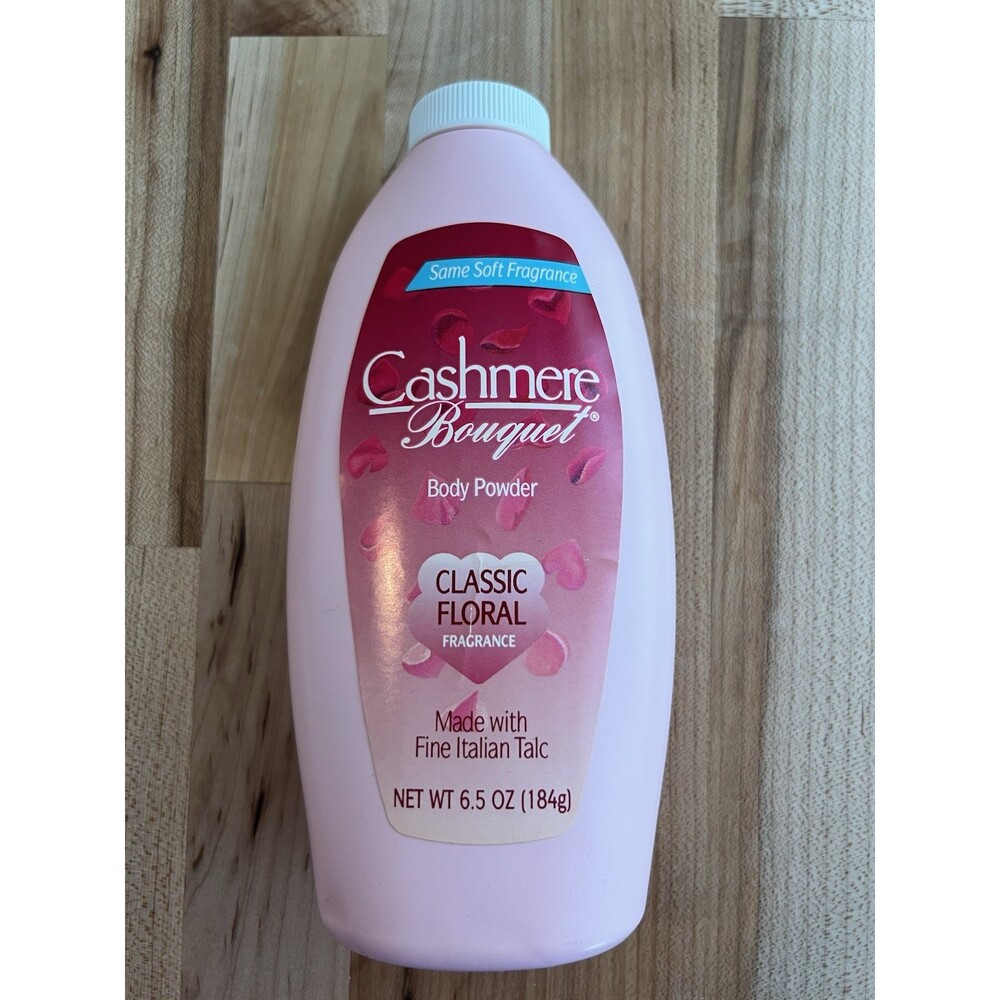 Same Soft Fragrance
Cashmere
Bouquet®
Body Powder
CLASSIC
FLORAL
FRAGRANCE
Made with
Fine Italian Talc
NET WT 6.5 OZ (184g)